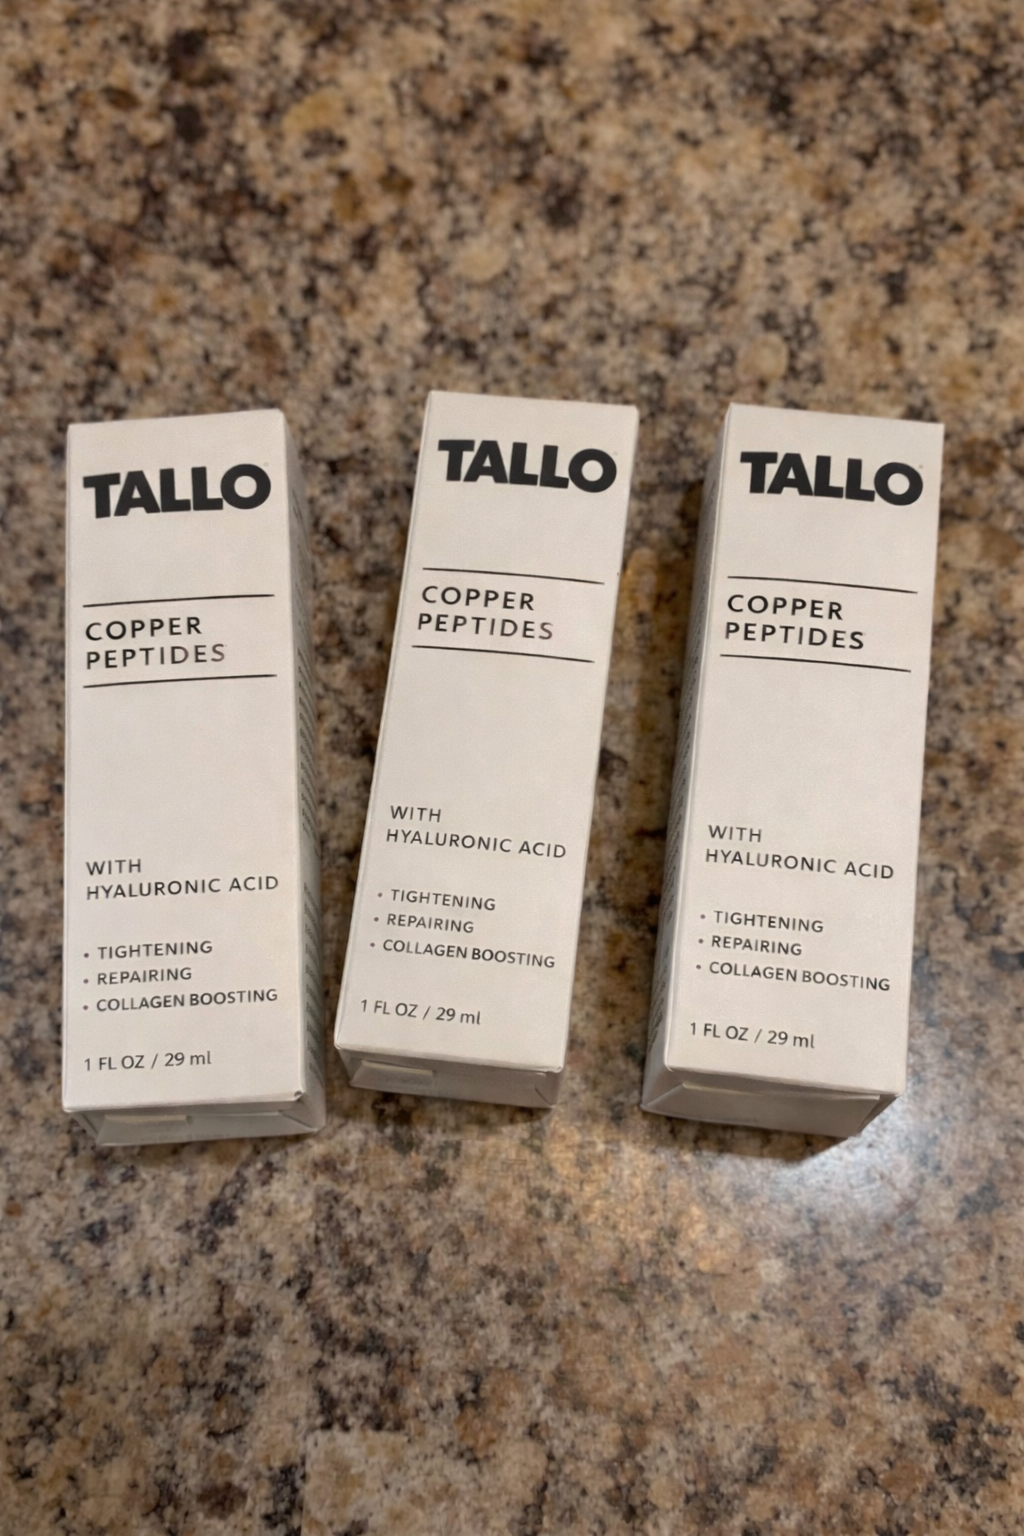 TALLO
COPPER
PEPTIDES
WITH
HYALURONIC ACID
• TIGHTENING
• REPAIRING
• COLLAGEN BOOSTING
1 FL OZ / 29 ml
TALLO
COPPER
PEPTIDES
WITH
HYALURONIC ACID
• TIGHTENING
• REPAIRING
• COLLAGEN BOOSTING
1 FL OZ / 29 ml
TALLO
COPPER
PEPTIDES
WITH
HYALURONIC ACID
• TIGHTENING
• REPAIRING
• COLLAGEN BOOSTING
1 FL OZ / 29 ml